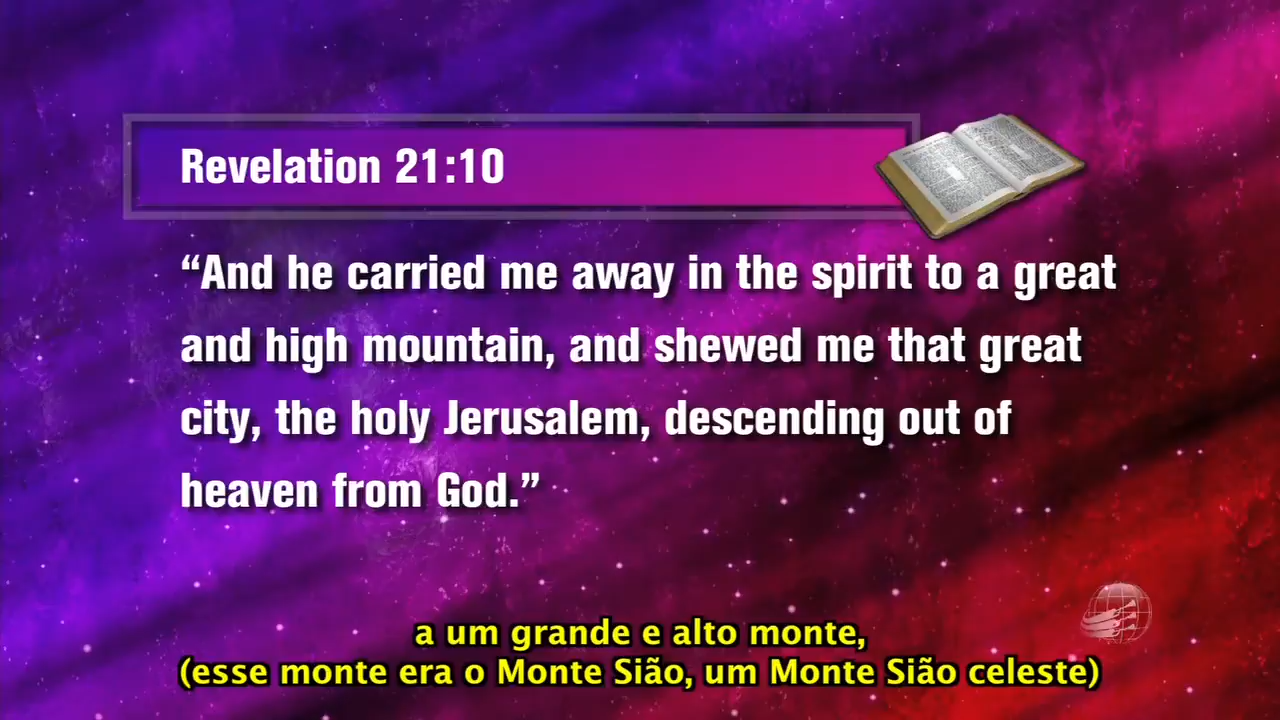 Revelation 21:10
“And he carried me away in the spirit to a great
and high mountain, and shewed me that great
city, the holy Jerusalem, descending out of
heaven from God.”
a um grande e alto monte,
(esse monte era o Monte Sião, um Monte Sião celeste)